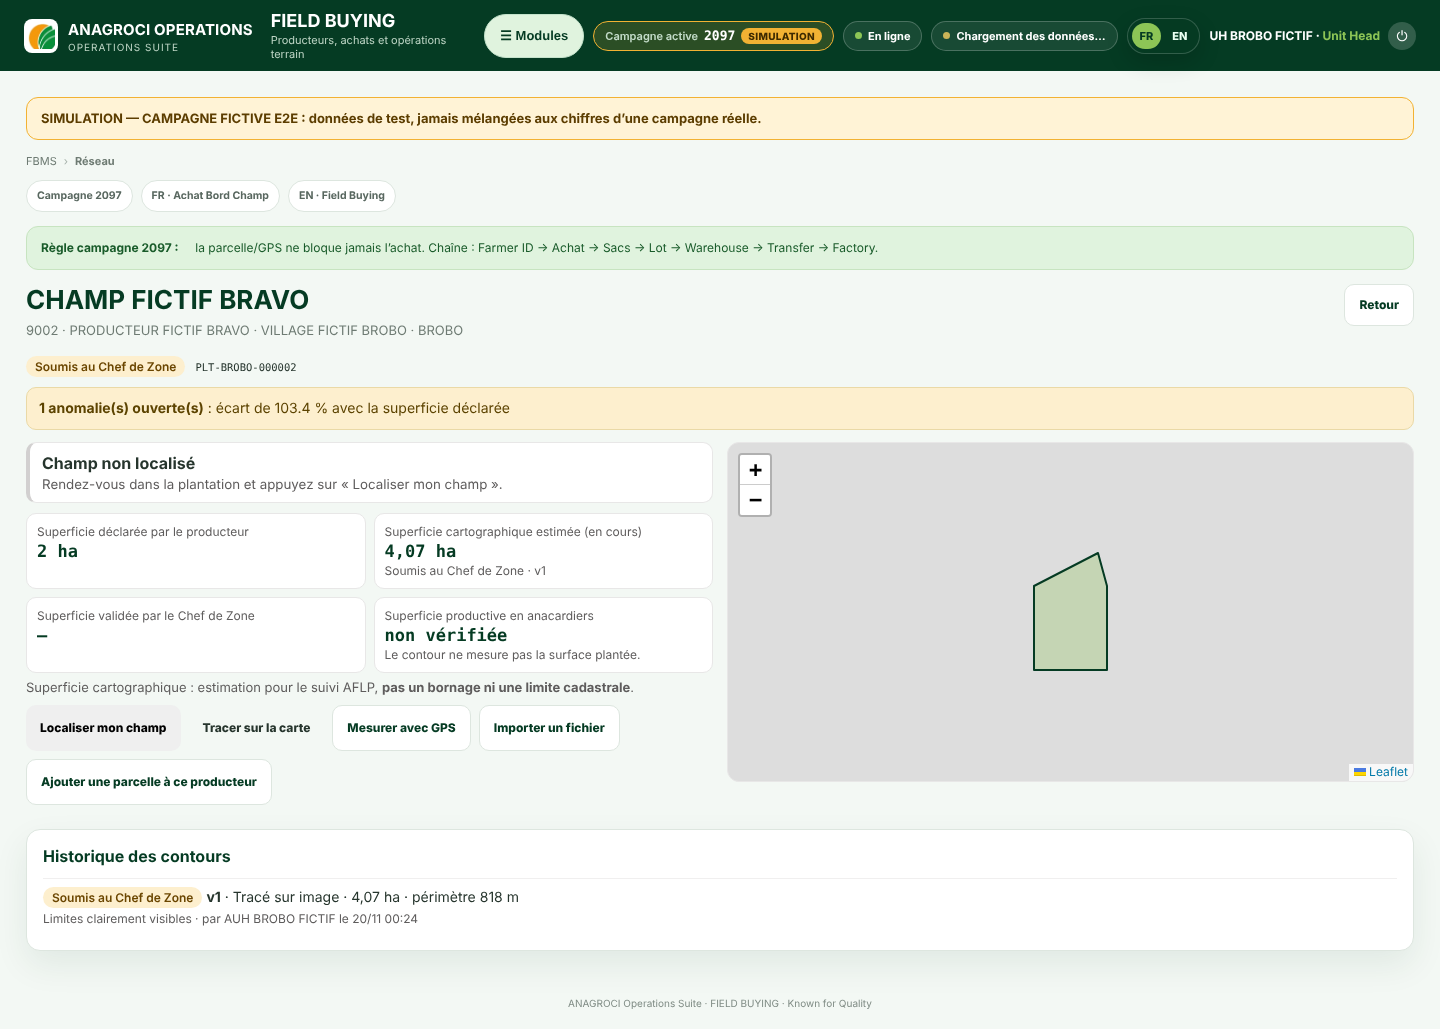 ANAGROCI OPERATIONS
OPERATIONS SUITE
FIELD BUYING
Producteurs, achats et opérations
terrain
☰ Modules
Campagne active 2097 SIMULATION
En ligne
Chargement des données...
FR EN
UH BROBO FICTIF · Unit Head
SIMULATION — CAMPAGNE FICTIVE E2E : données de test, jamais mélangées aux chiffres d’une campagne réelle.
FBMS › Réseau
Campagne 2097
FR · Achat Bord Champ
EN · Field Buying
Règle campagne 2097 : la parcelle/GPS ne bloque jamais l’achat. Chaîne : Farmer ID → Achat → Sacs → Lot → Warehouse → Transfer → Factory.
CHAMP FICTIF BRAVO
Retour
9002 · PRODUCTEUR FICTIF BRAVO · VILLAGE FICTIF BROBO · BROBO
Soumis au Chef de Zone PLT-BROBO-000002
1 anomalie(s) ouverte(s) : écart de 103.4 % avec la superficie déclarée
Champ non localisé
Rendez-vous dans la plantation et appuyez sur « Localiser mon champ ».
Superficie déclarée par le producteur
2 ha
Superficie cartographique estimée (en cours)
4,07 ha
Soumis au Chef de Zone · v1
Superficie validée par le Chef de Zone
—
Superficie productive en anacardiers
non vérifiée
Le contour ne mesure pas la surface plantée.
Superficie cartographique : estimation pour le suivi AFLP, pas un bornage ni une limite cadastrale.
Localiser mon champ
Tracer sur la carte
Mesurer avec GPS
Importer un fichier
Ajouter une parcelle à ce producteur
+
−
Leaflet
Historique des contours
Soumis au Chef de Zone v1 · Tracé sur image · 4,07 ha · périmètre 818 m
Limites clairement visibles · par AUH BROBO FICTIF le 20/11 00:24
ANAGROCI Operations Suite · FIELD BUYING · Known for Quality